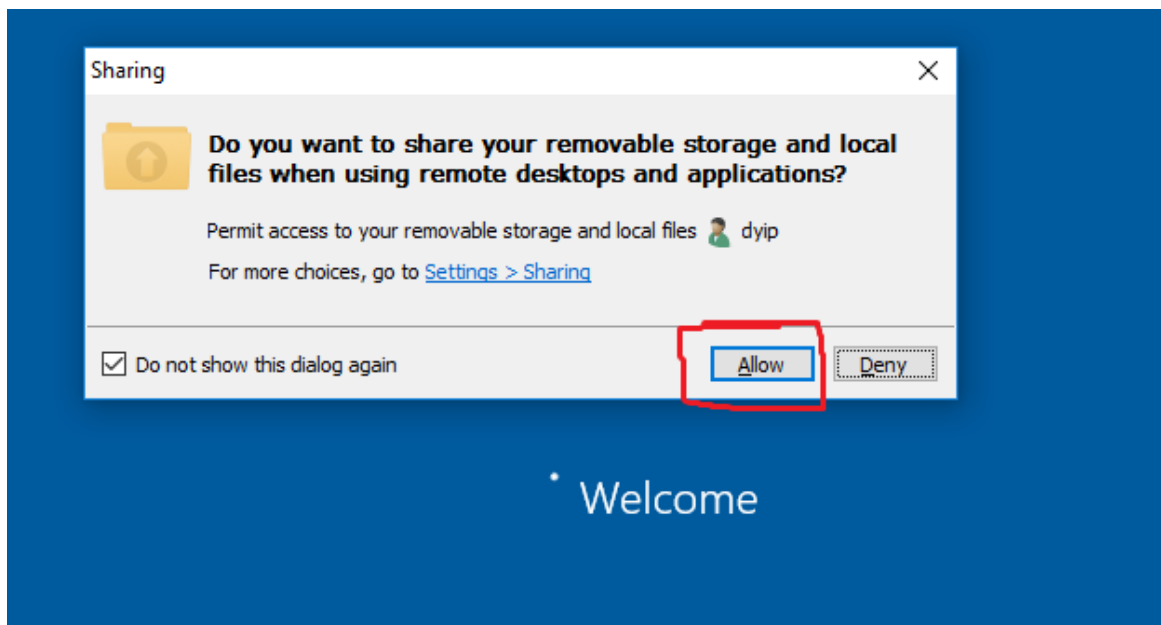 Sharing
Do you want to share your removable storage and local
files when using remote desktops and applications?
Permit access to your removable storage and local files dyip
For more choices, go to Settings > Sharing
Do not show this dialog again
Allow
Deny
Welcome